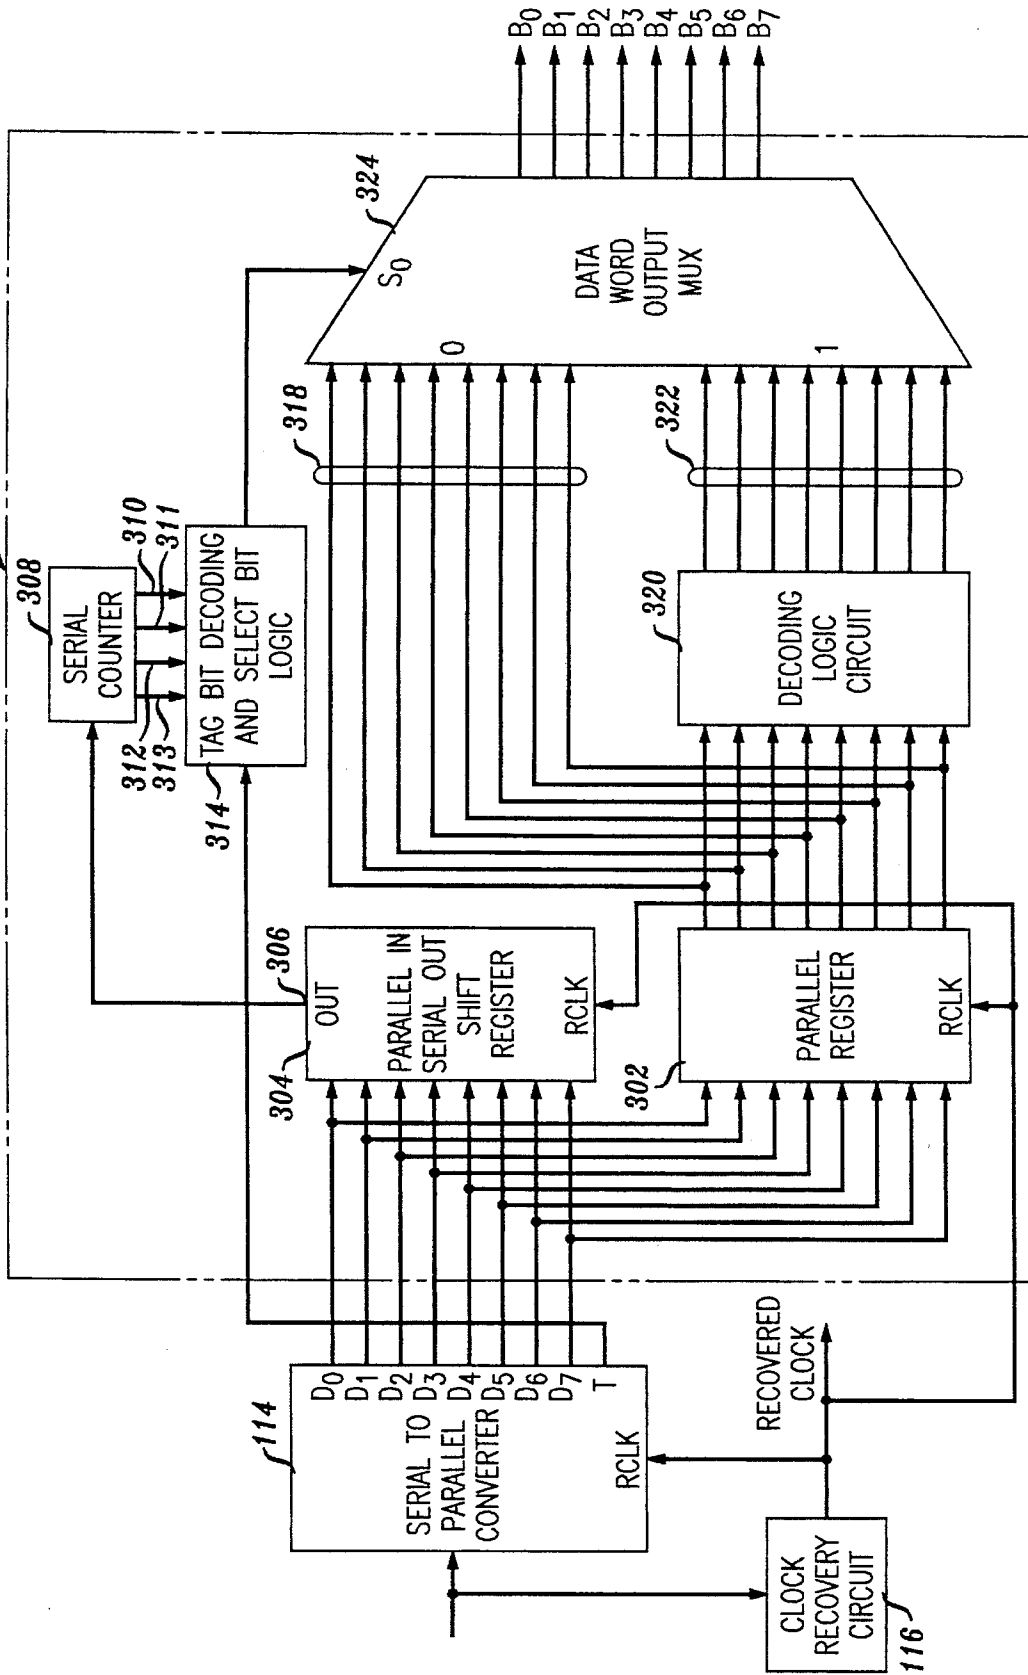 114
SERIAL TO
PARALLEL
CONVERTER
RCLK
D0
D1
D2
D3
D4
D5
D6
D7
T
CLOCK
RECOVERY
CIRCUIT
116
RECOVERED
CLOCK
304
306
OUT
PARALLEL IN
SERIAL OUT
SHIFT
REGISTER
RCLK
302
PARALLEL
REGISTER
RCLK
308
SERIAL
COUNTER
310
311
312
313
314
TAG BIT DECODING
AND SELECT BIT
LOGIC
318
320
DECODING
LOGIC
CIRCUIT
322
324
S0
0
1
DATA
WORD
OUTPUT
MUX
B0
B1
B2
B3
B4
B5
B6
B7